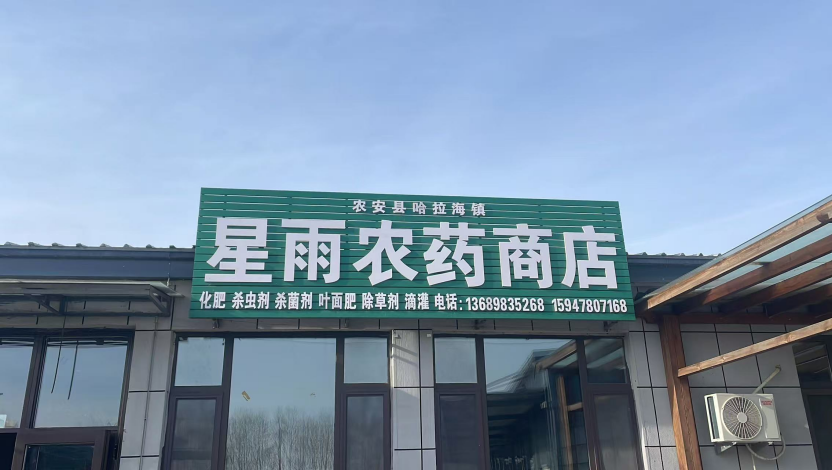 农安县哈拉海镇
星雨农药商店
化肥 杀虫剂 杀菌剂 叶面肥 除草剂 滴灌 电话:13689835268 15947807168